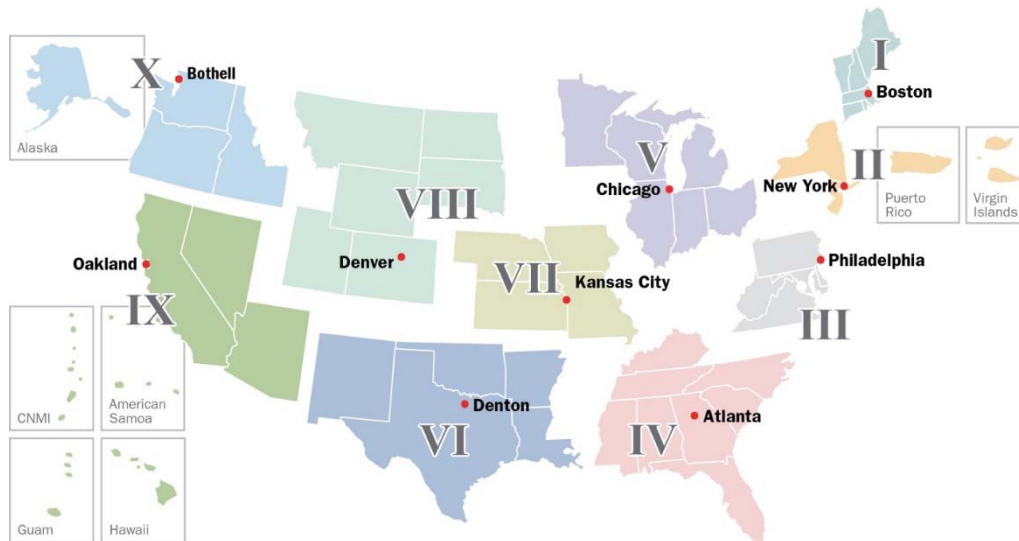 I
X
Bothell
Boston
Alaska
V
II
Chicago
New York
Puerto
Rico
Virgin
Islands
VIII
Oakland
Denver
Philadelphia
VII
Kansas City
IX
III
CNMI
American
Samoa
Denton
Atlanta
VI
IV
Guam
Hawaii